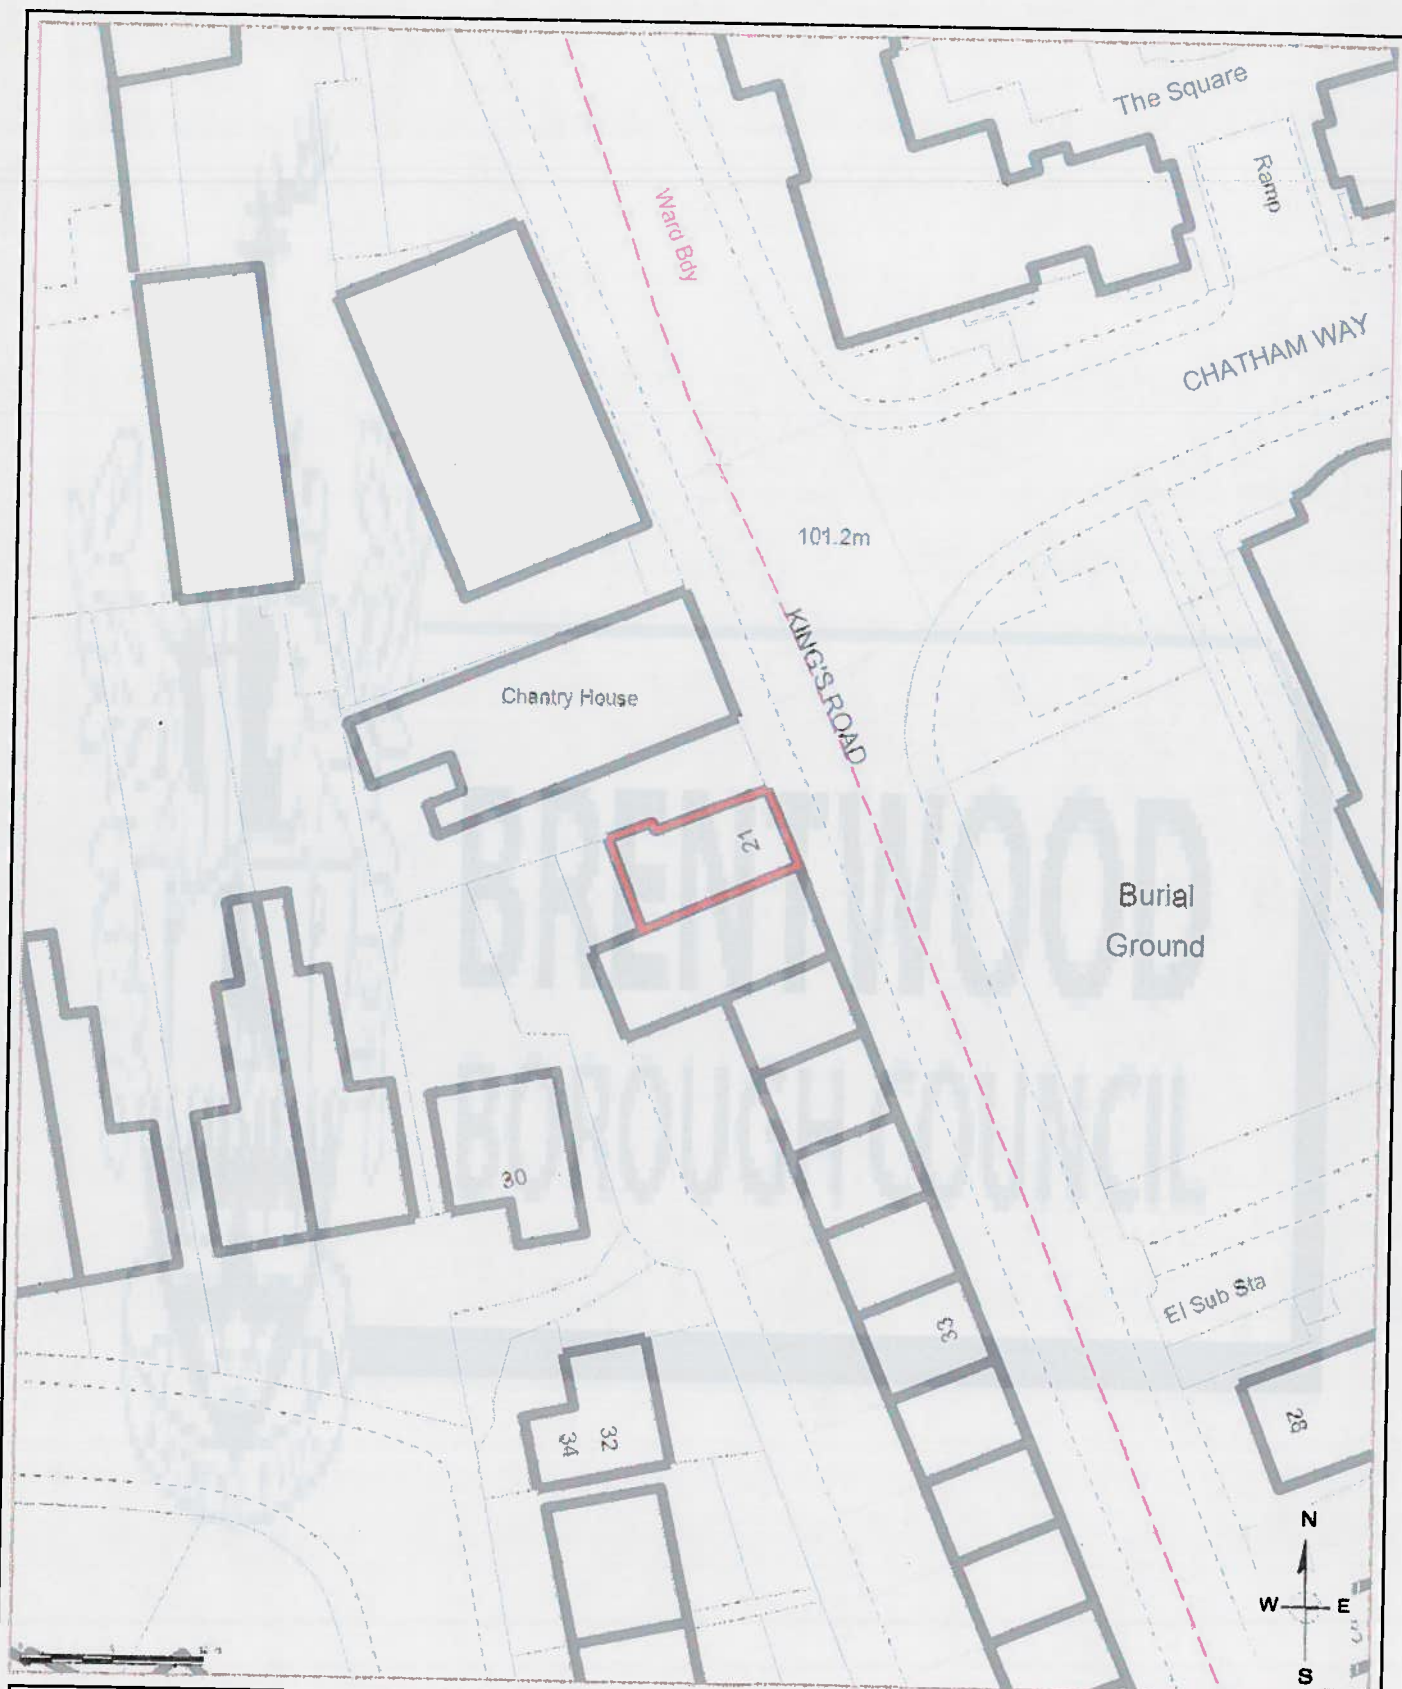 The Square
Ramp
Ward Bdy
CHATHAM WAY
101.2m
KING'S ROAD
Chantry House
21
BRENTWOOD
Burial
Ground
BOROUGH COUNCIL
30
El Sub Sta
33
28
32
34
N
W E
S